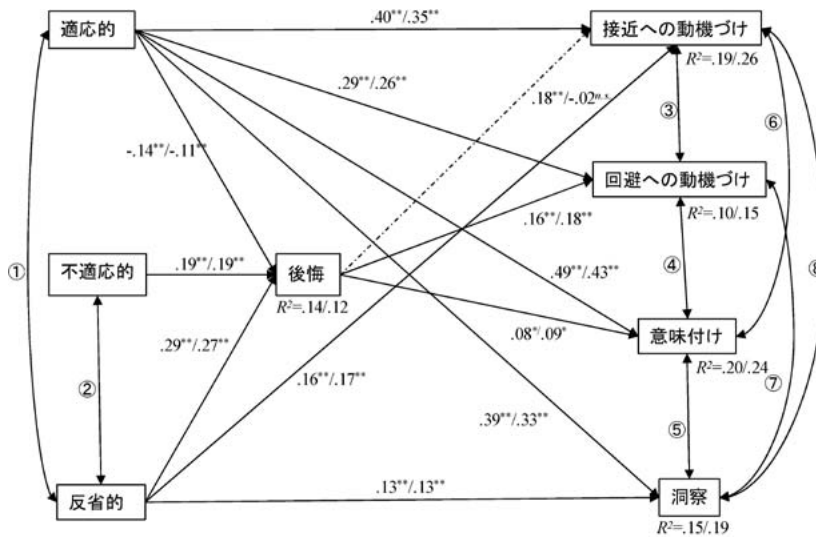 適応的
.40**/.35**
接近への動機づけ
R²=.19/.26
.29**/.26**
.18**/-.02n.s.
③
⑥
-.14**/-.11**
回避への動機づけ
R²=.10/.15
.16**/.18**
①
不適応的
.19**/.19**
後悔
R²=.14/.12
.49**/.43**
④
⑧
.08*/.09*
意味付け
R²=.20/.24
.29**/.27**
.16**/.17**
⑦
②
.39**/.33**
⑤
反省的
.13**/.13**
洞察
R²=.15/.19